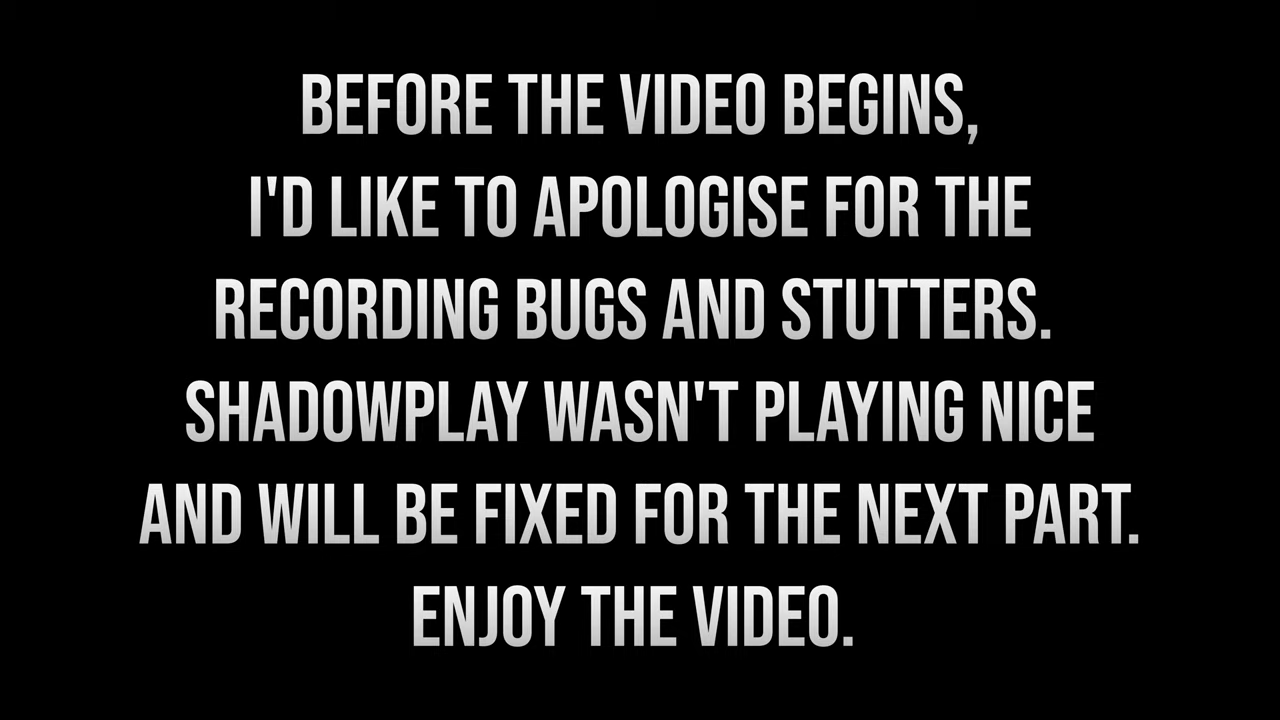 BEFORE THE VIDEO BEGINS,
I'D LIKE TO APOLOGISE FOR THE
RECORDING BUGS AND STUTTERS.
SHADOWPLAY WASN'T PLAYING NICE
AND WILL BE FIXED FOR THE NEXT PART.
ENJOY THE VIDEO.